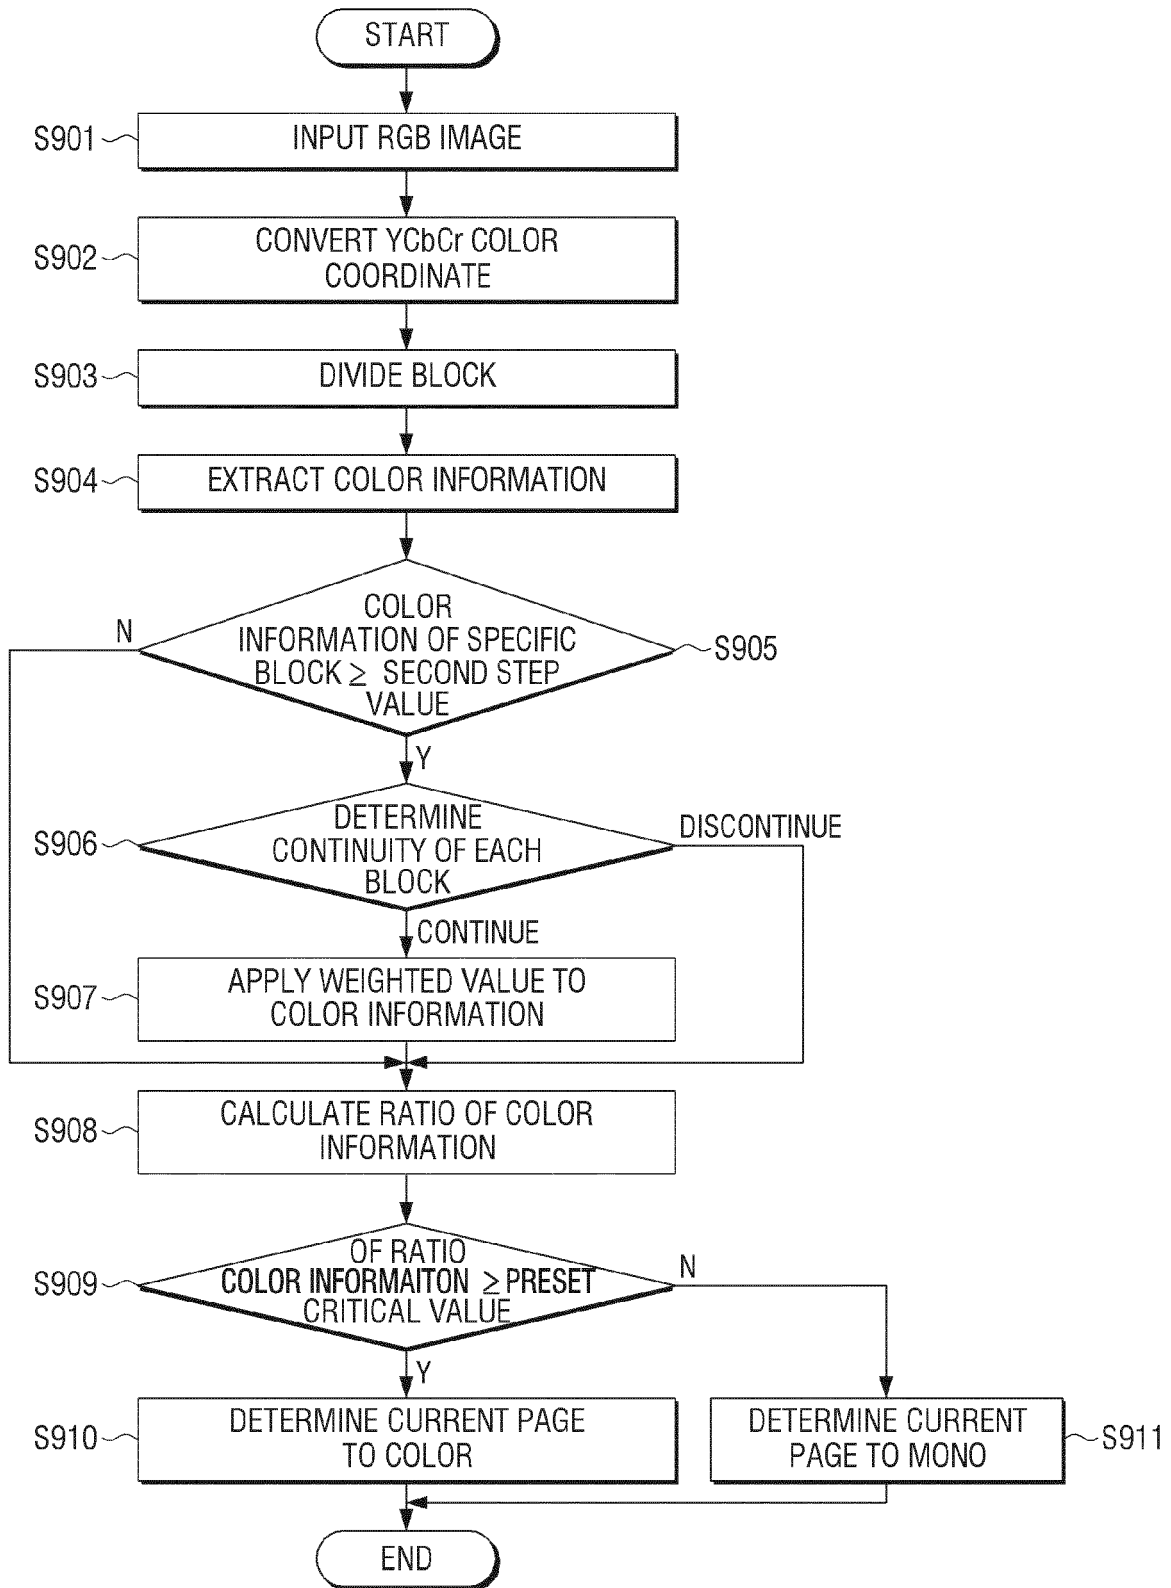 START
S901
INPUT RGB IMAGE
S902
CONVERT YCbCr COLOR
COORDINATE
S903
DIVIDE BLOCK
S904
EXTRACT COLOR INFORMATION
N
COLOR
INFORMATION OF SPECIFIC
BLOCK ≥ SECOND STEP
VALUE
S905
Y
S906
DETERMINE
CONTINUITY OF EACH
BLOCK
DISCONTINUE
CONTINUE
S907
APPLY WEIGHTED VALUE TO
COLOR INFORMATION
S908
CALCULATE RATIO OF COLOR
INFORMATION
S909
OF RATIO
COLOR INFORMAITON ≥ PRESET
CRITICAL VALUE
N
Y
S910
DETERMINE CURRENT PAGE
TO COLOR
DETERMINE CURRENT
PAGE TO MONO
S911
END